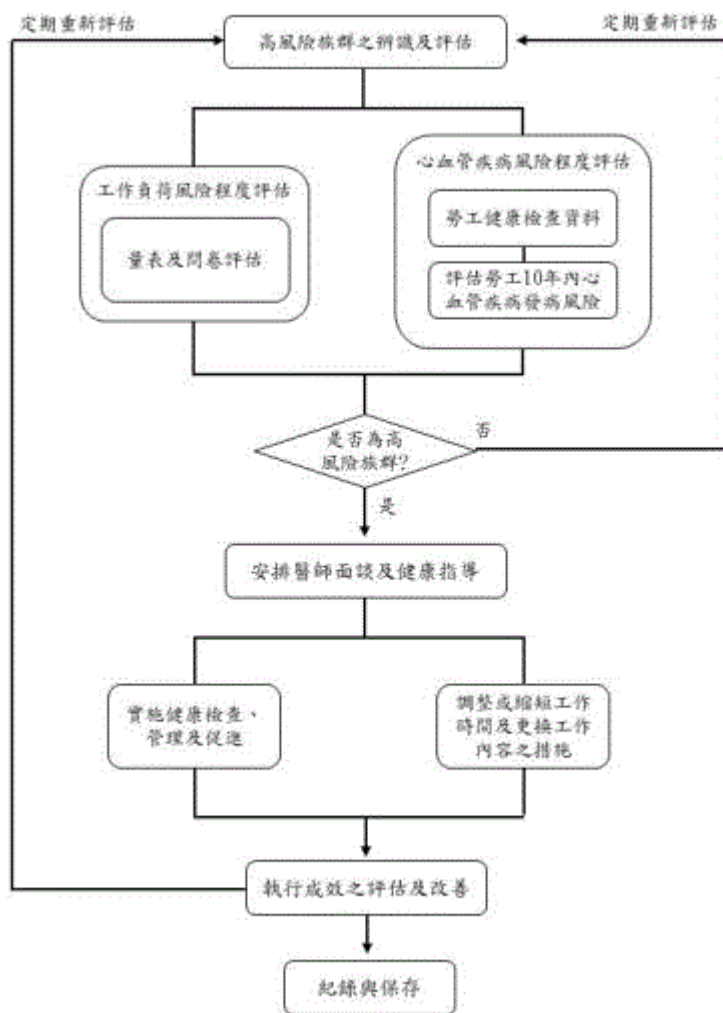 定期重新評估
定期重新評估
高風險族群之辨識及評估
工作負荷風險程度評估
量表及問卷評估
心血管疾病風險程度評估
勞工健康檢查資料
評估勞工10年內心
血管疾病發病風險
是否為高
風險族群?
否
是
安排醫師面談及健康指導
實施健康檢查、
管理及促進
調整或縮短工作
時間及更換工作
內容之措施
執行成效之評估及改善
紀錄與保存